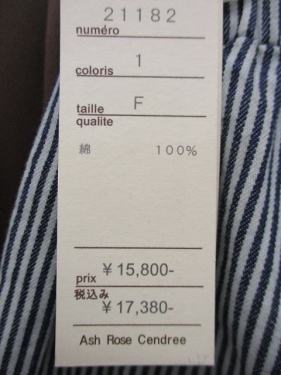 21182
numéro
1
coloris
F
taille
qualite
綿 100%
prix ¥15,800-
税込み
¥17,380-
Ash Rose Cendree